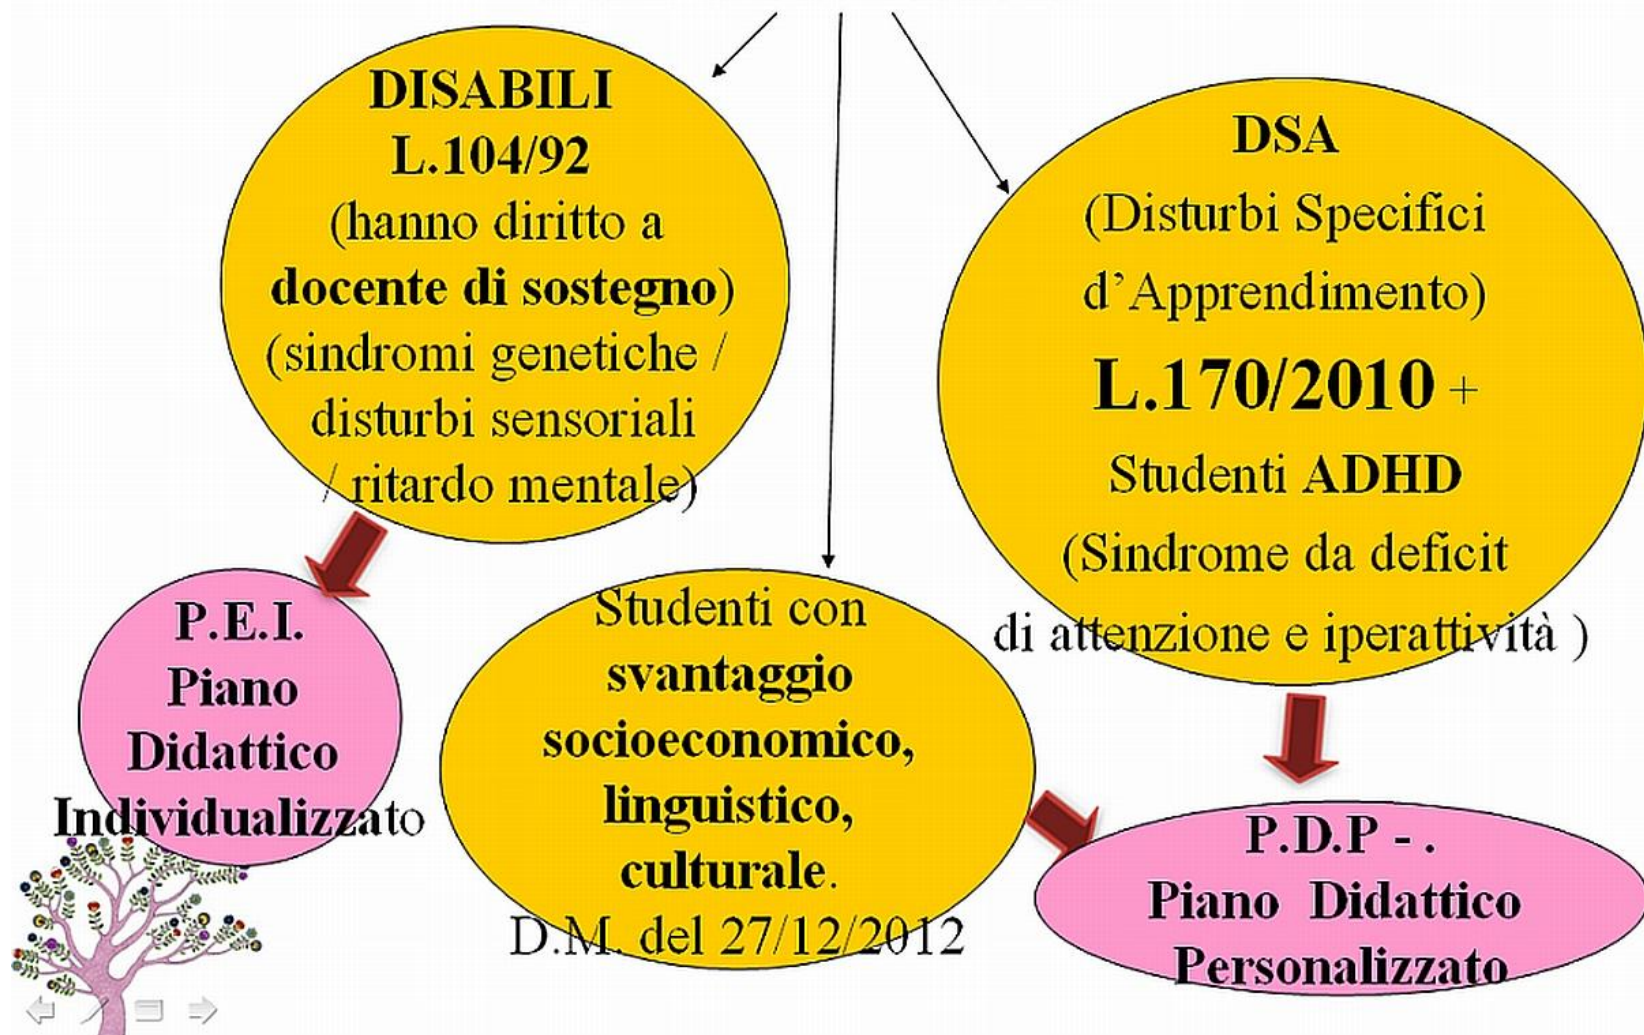 DISABILI
L.104/92
(hanno diritto a
docente di sostegno)
(sindromi genetiche /
disturbi sensoriali
/ ritardo mentale)
DSA
(Disturbi Specifici
d’Apprendimento)
L.170/2010 +
Studenti ADHD
(Sindrome da deficit
di attenzione e iperattività )
P.E.I.
Piano
Didattico
Individualizzato
Studenti con
svantaggio
socioeconomico,
linguistico,
culturale.
D.M. del 27/12/2012
P.D.P - .
Piano Didattico
Personalizzato